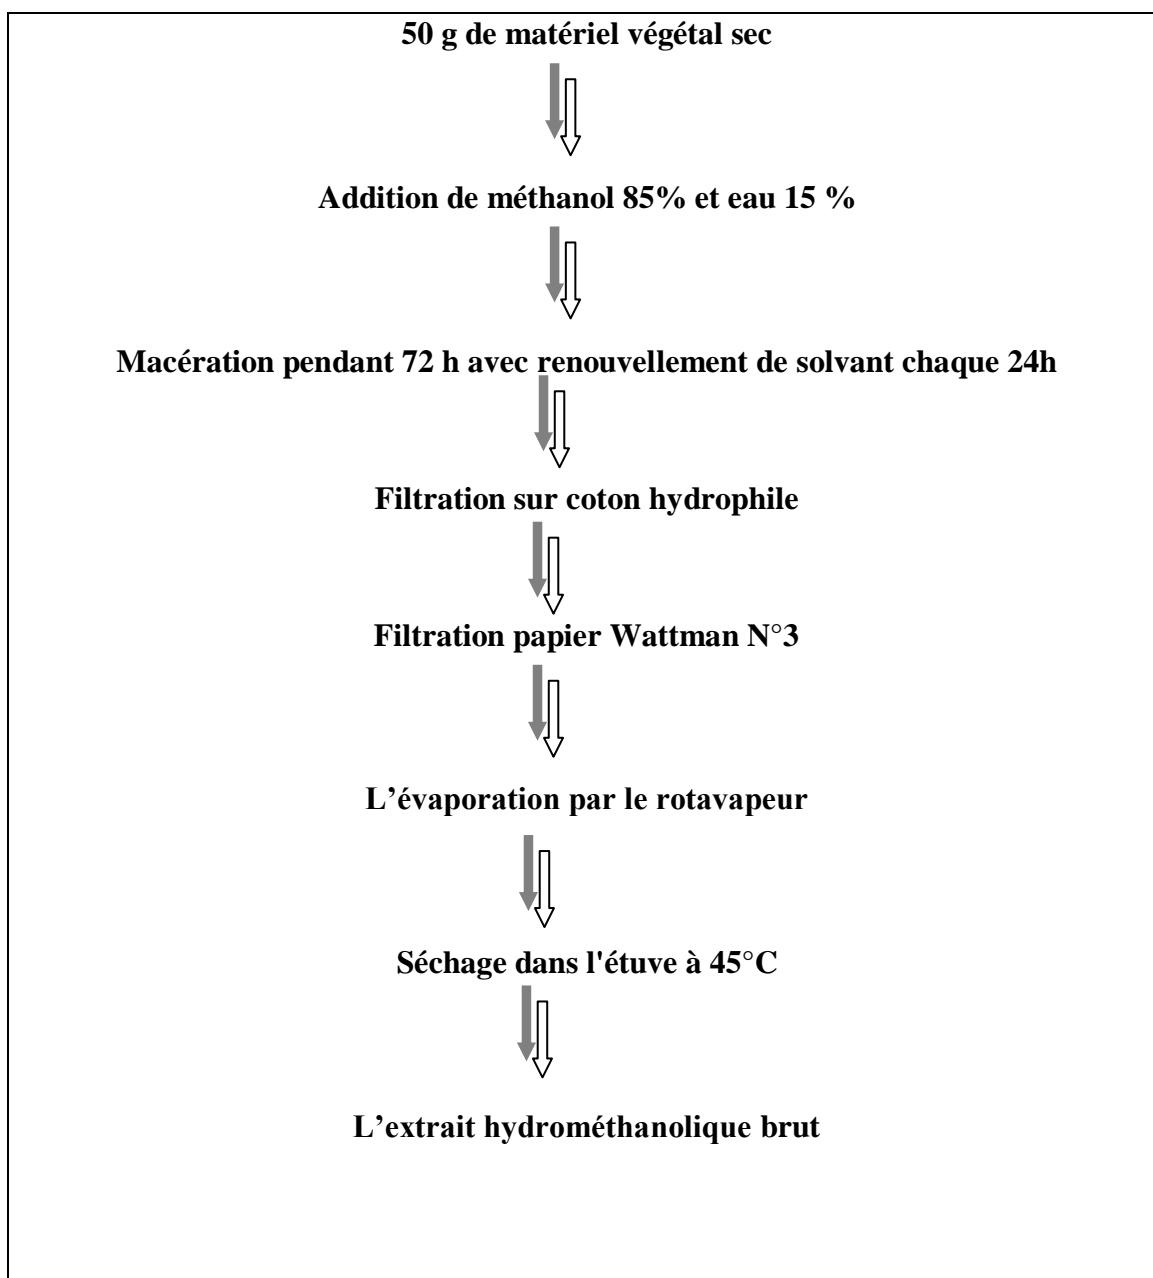 50 g de matériel végétal sec
Addition de méthanol 85% et eau 15 %
Macération pendant 72 h avec renouvellement de solvant chaque 24h
Filtration sur coton hydrophile
Filtration papier Wattman N°3
L’évaporation par le rotavapeur
Séchage dans l'étuve à 45°C
L’extrait hydrométhanolique brut